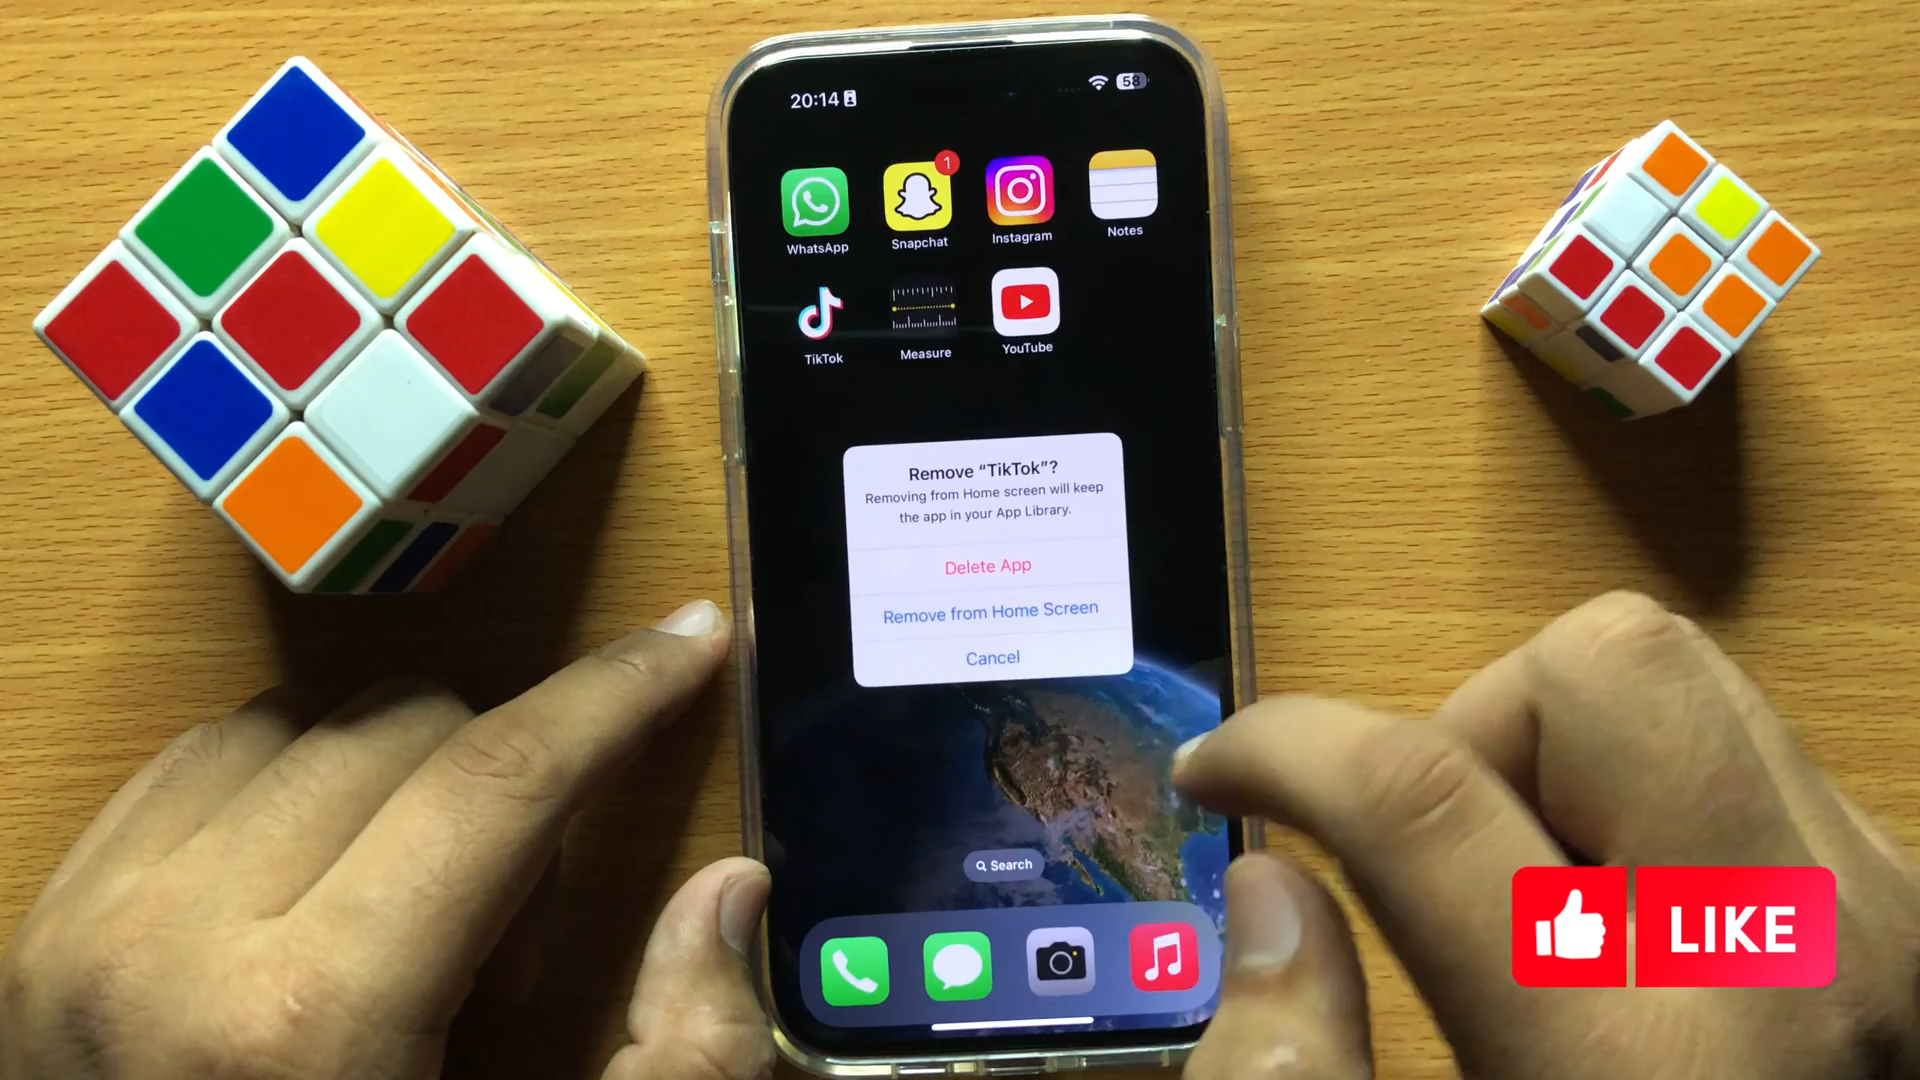 20:14
58
1
WhatsApp
Snapchat
Instagram
Notes
TikTok
Measure
YouTube
Remove “TikTok”?
Removing from Home screen will keep
the app in your App Library.
Delete App
Remove from Home Screen
Cancel
Search
LIKE